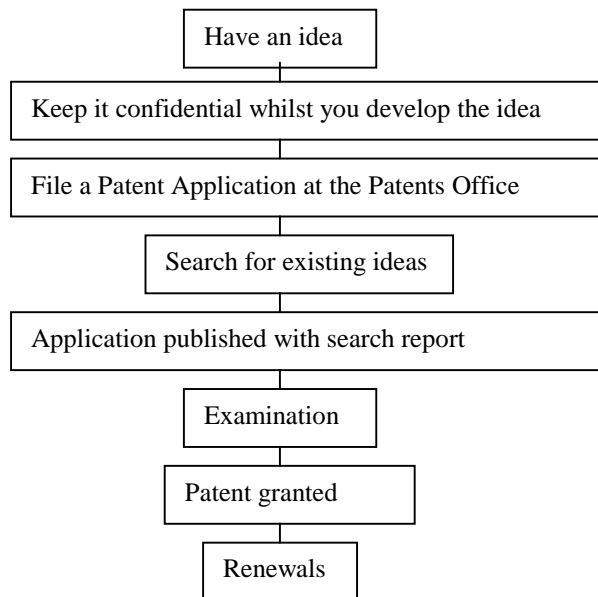 Have an idea
Keep it confidential whilst you develop the idea
File a Patent Application at the Patents Office
Search for existing ideas
Application published with search report
Examination
Patent granted
Renewals